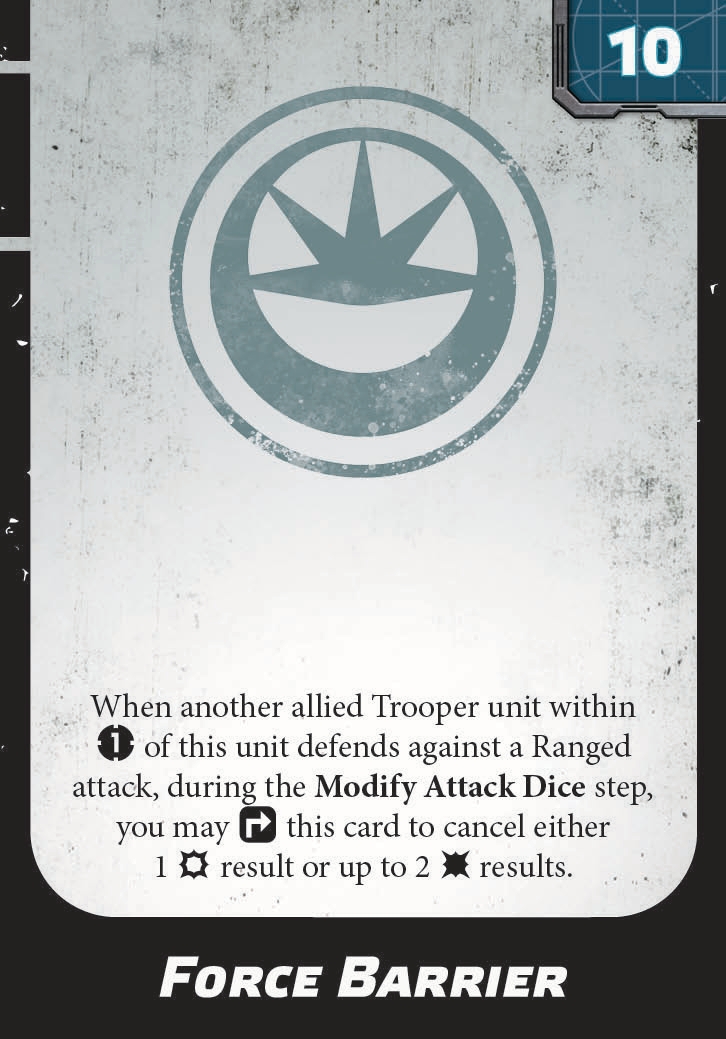 10
When another allied Trooper unit within
1 of this unit defends against a Ranged
attack, during the Modify Attack Dice step,
you may this card to cancel either
1 result or up to 2 results.
Force Barrier